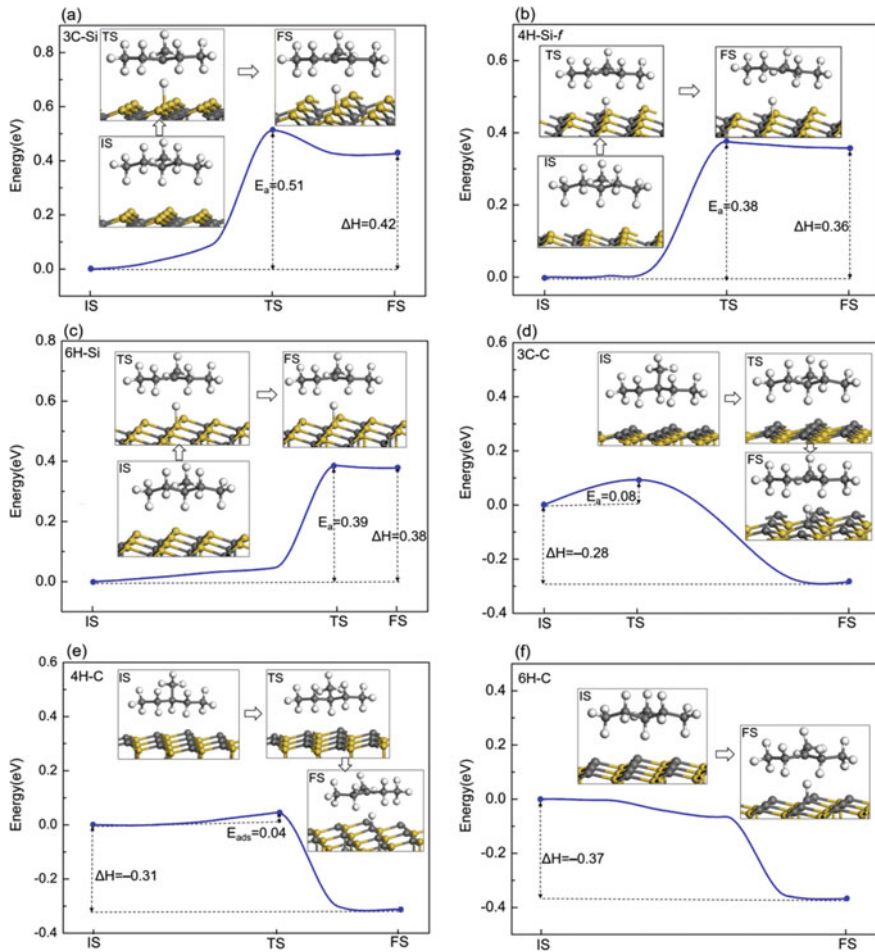 (a)
3C-Si
TS
FS
IS
Energy(eV)
0.8
0.6
0.4
0.2
0.0
Eₐ=0.51
ΔH=0.42
IS
TS
FS
(b)
4H-Si-f
TS
FS
IS
Energy(eV)
0.6
0.4
0.2
0.0
Eₐ=0.38
ΔH=0.36
IS
TS
FS
(c)
6H-Si
TS
FS
IS
Energy(eV)
0.8
0.6
0.4
0.2
0.0
Eₐ=0.39
ΔH=0.38
IS
TS
FS
(d)
3C-C
IS
TS
FS
Energy(eV)
0.4
0.2
0.0
-0.2
-0.4
Eₐ=0.08
ΔH=-0.28
IS
TS
FS
(e)
4H-C
IS
TS
FS
Energy(eV)
0.6
0.4
0.2
0.0
-0.2
-0.4
E_ads=0.04
ΔH=-0.31
IS
TS
FS
(f)
6H-C
IS
FS
Energy(eV)
0.4
0.2
0.0
-0.2
-0.4
ΔH=-0.37
IS
FS